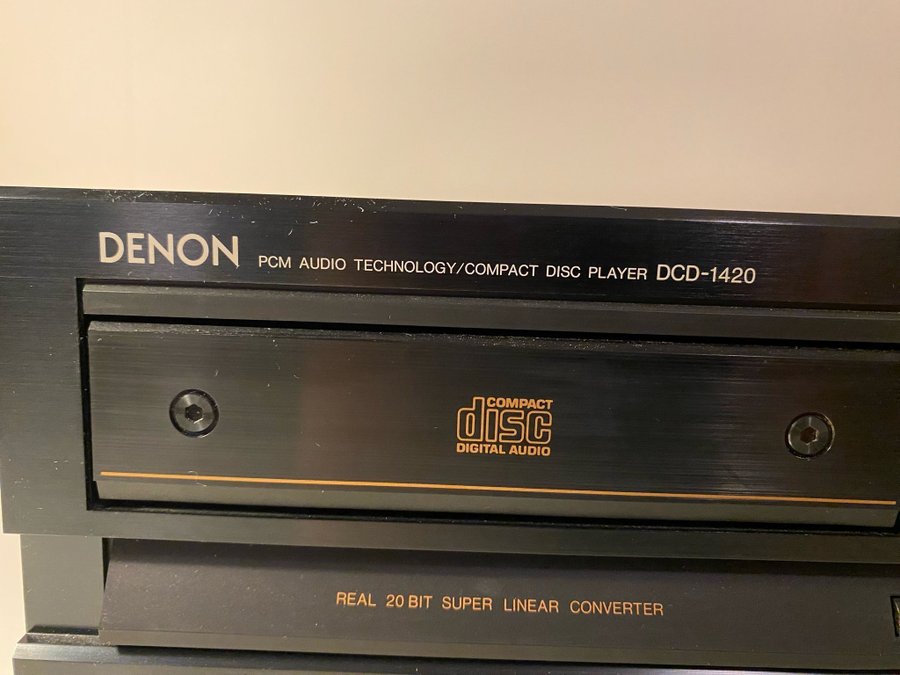 DENON PCM AUDIO TECHNOLOGY/COMPACT DISC PLAYER DCD-1420
COMPACT
disc
DIGITAL AUDIO
REAL 20 BIT SUPER LINEAR CONVERTER